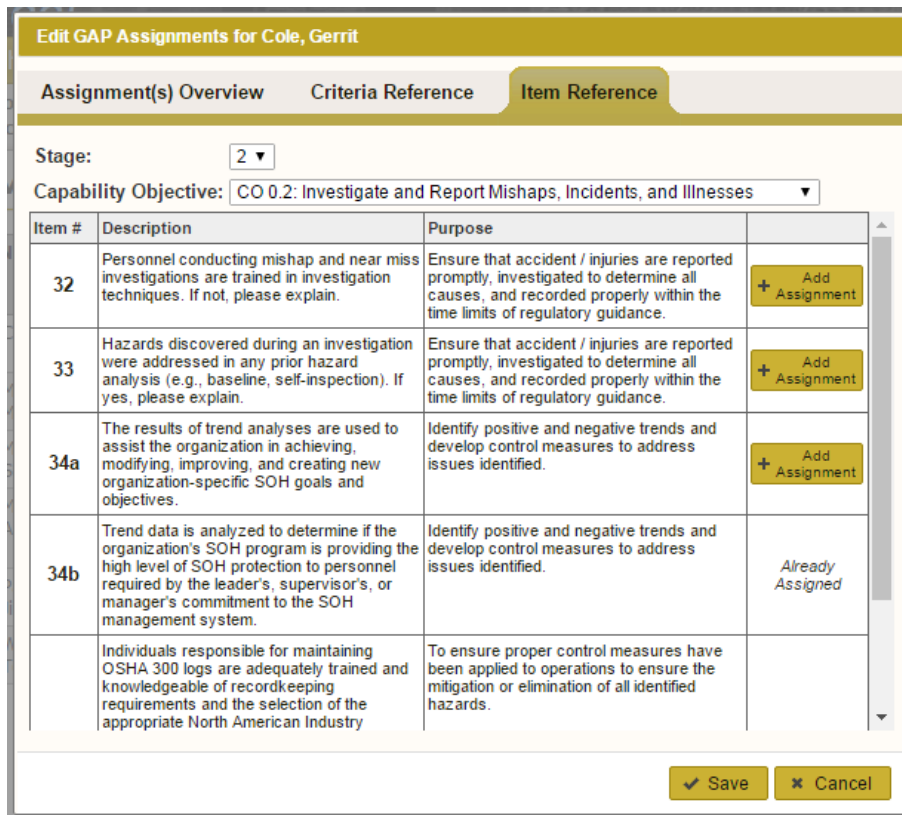 Edit GAP Assignments for Cole, Gerrit
Assignment(s) Overview Criteria Reference Item Reference
Stage: 2
Capability Objective: CO 0.2: Investigate and Report Mishaps, Incidents, and Illnesses
Item # Description Purpose
32
Personnel conducting mishap and near miss
investigations are trained in investigation
techniques. If not, please explain.
Ensure that accident / injuries are reported
promptly, investigated to determine all
causes, and recorded properly within the
time limits of regulatory guidance.
+ Add
Assignment
33
Hazards discovered during an investigation
were addressed in any prior hazard
analysis (e.g., baseline, self-inspection). If
yes, please explain.
Ensure that accident / injuries are reported
promptly, investigated to determine all
causes, and recorded properly within the
time limits of regulatory guidance.
+ Add
Assignment
34a
The results of trend analyses are used to
assist the organization in achieving,
modifying, improving, and creating new
organization-specific SOH goals and
objectives.
Identify positive and negative trends and
develop control measures to address
issues identified.
+ Add
Assignment
34b
Trend data is analyzed to determine if the
organization's SOH program is providing the
high level of SOH protection to personnel
required by the leader's, supervisor's, or
manager's commitment to the SOH
management system.
Identify positive and negative trends and
develop control measures to address
issues identified.
Already
Assigned
Individuals responsible for maintaining
OSHA 300 logs are adequately trained and
knowledgeable of recordkeeping
requirements and the selection of the
appropriate North American Industry
To ensure proper control measures have
been applied to operations to ensure the
mitigation or elimination of all identified
hazards.
Save Cancel